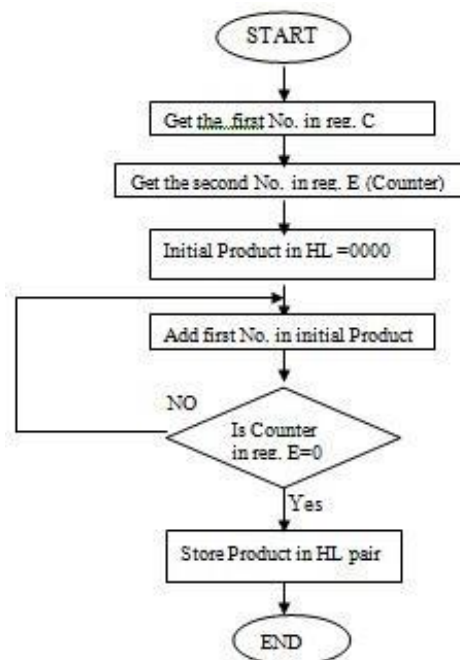 START
Get the first No. in reg. C
Get the second No. in reg. E (Counter)
Initial Product in HL =0000
Add first No. in initial Product
NO
Is Counter
in reg. E=0
Yes
Store Product in HL pair
END